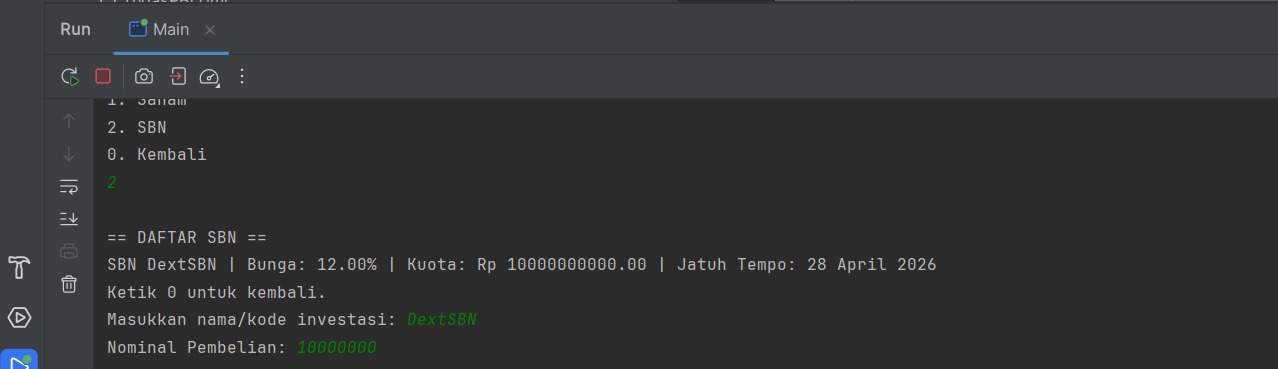 Run Main
1. Saham
2. SBN
0. Kembali
2
== DAFTAR SBN ==
SBN DextSBN | Bunga: 12.00% | Kuota: Rp 10000000000.00 | Jatuh Tempo: 28 April 2026
Ketik 0 untuk kembali.
Masukkan nama/kode investasi: DextSBN
Nominal Pembelian: 10000000